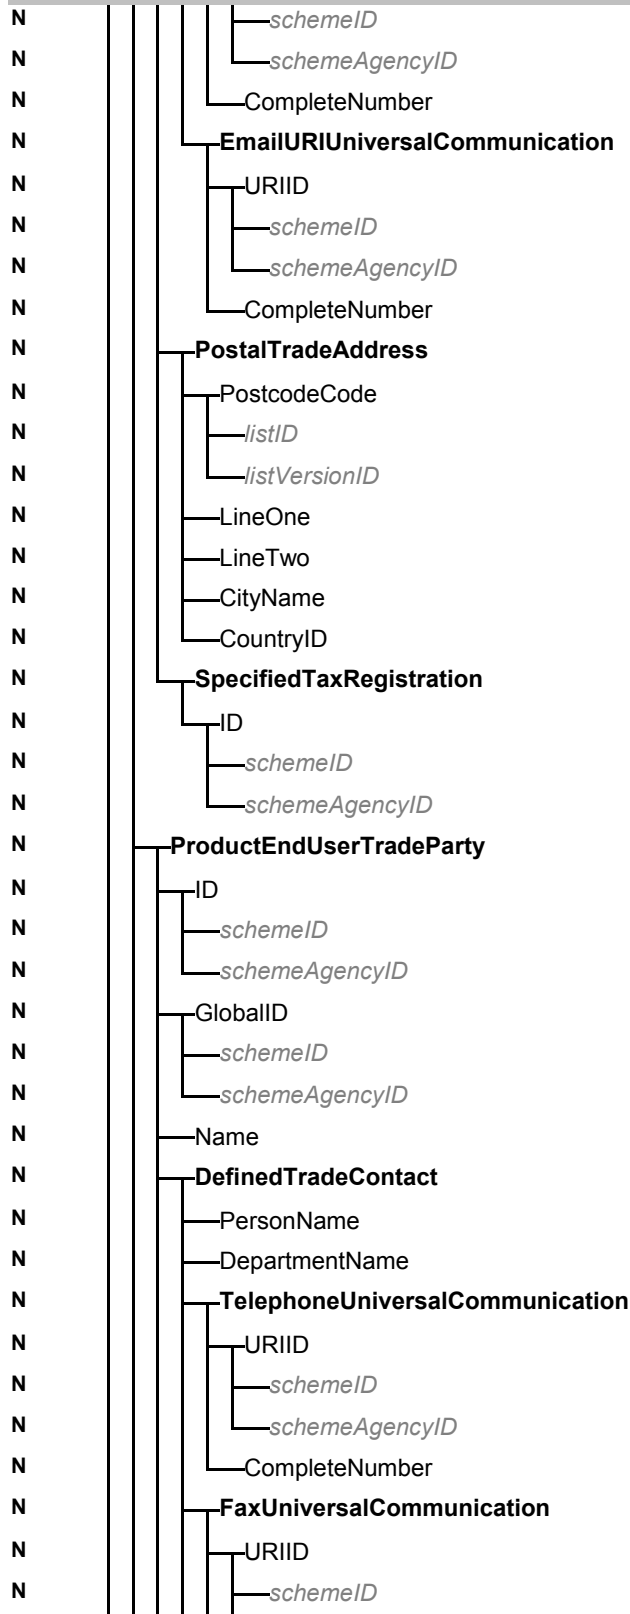 N schemeID
N schemeAgencyID
N CompleteNumber
N EmailURIUniversalCommunication
N URIID
N schemeID
N schemeAgencyID
N CompleteNumber
N PostalTradeAddress
N PostcodeCode
N listID
N listVersionID
N LineOne
N LineTwo
N CityName
N CountryID
N SpecifiedTaxRegistration
N ID
N schemeID
N schemeAgencyID
N ProductEndUserTradeParty
N ID
N schemeID
N schemeAgencyID
N GlobalID
N schemeID
N schemeAgencyID
N Name
N DefinedTradeContact
N PersonName
N DepartmentName
N TelephoneUniversalCommunication
N URIID
N schemeID
N schemeAgencyID
N CompleteNumber
N FaxUniversalCommunication
N URIID
N schemeID